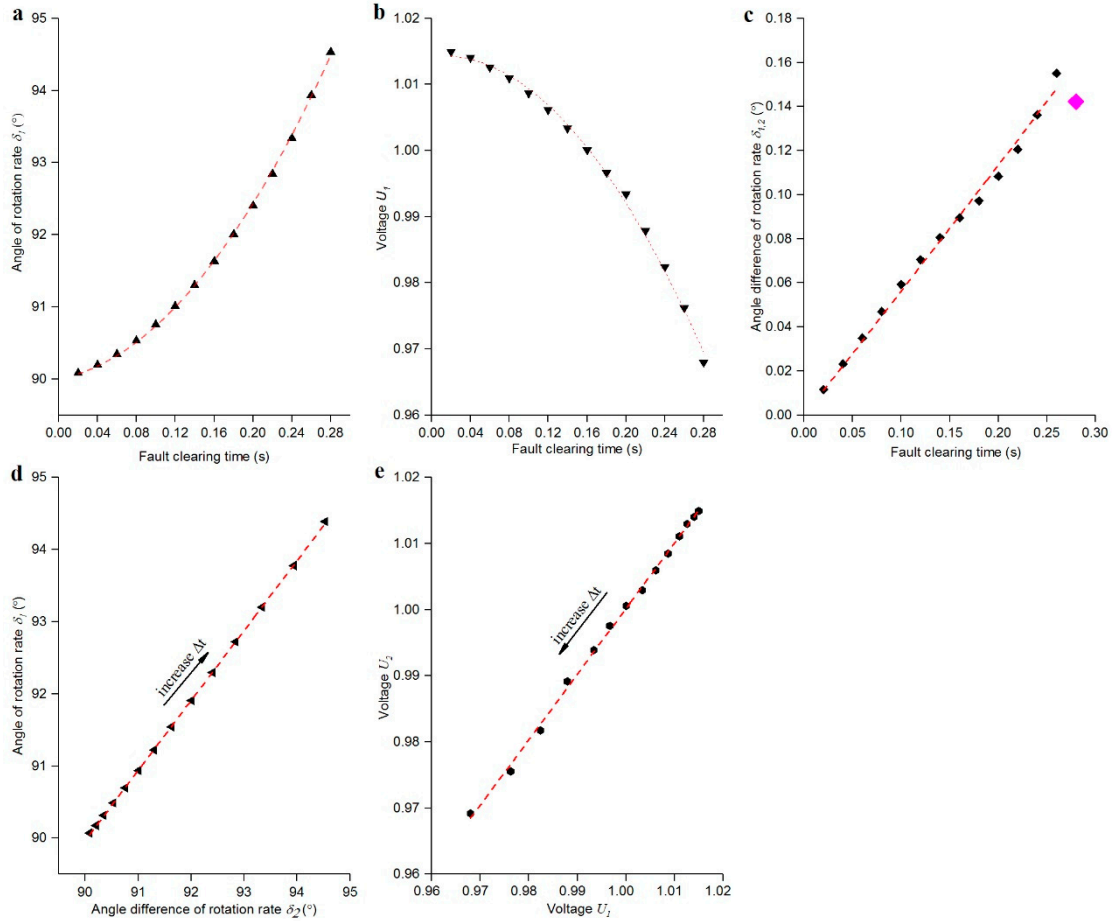 a
95
94
93
92
91
90
Angle of rotation rate δ1 (°)
0.00 0.04 0.08 0.12 0.16 0.20 0.24 0.28
Fault clearing time (s)
b
1.02
1.01
1.00
0.99
0.98
0.97
0.96
Voltage U1
0.00 0.04 0.08 0.12 0.16 0.20 0.24 0.28
Fault clearing time (s)
c
0.18
0.16
0.14
0.12
0.10
0.08
0.06
0.04
0.02
0.00
Angle difference of rotation rate δ1,2 (°)
0.00 0.05 0.10 0.15 0.20 0.25 0.30
Fault clearing time (s)
d
95
94
93
92
91
90
Angle of rotation rate δ1 (°)
increase Δt
90 91 92 93 94 95
Angle difference of rotation rate δ2 (°)
e
1.02
1.01
1.00
0.99
0.98
0.97
0.96
Voltage U2
increase Δt
0.96 0.97 0.98 0.99 1.00 1.01 1.02
Voltage U1